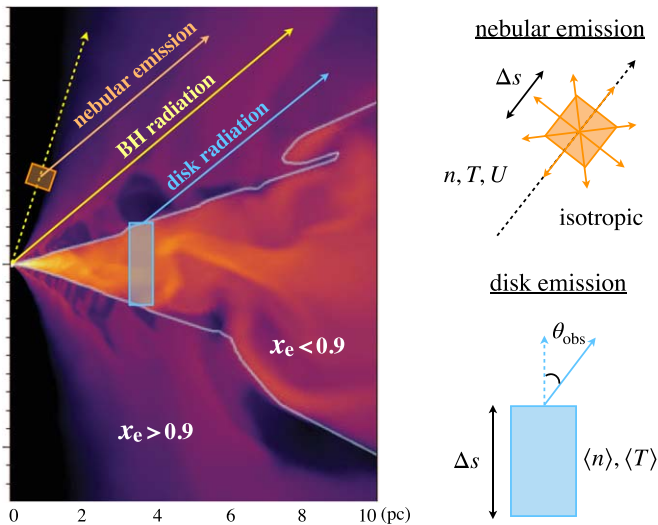 nebular emission
BH radiation
disk radiation
xₑ < 0.9
xₑ > 0.9
0 2 4 6 8 10 (pc)
nebular emission
Δs
n, T, U
isotropic
disk emission
θobs
Δs
⟨n⟩, ⟨T⟩